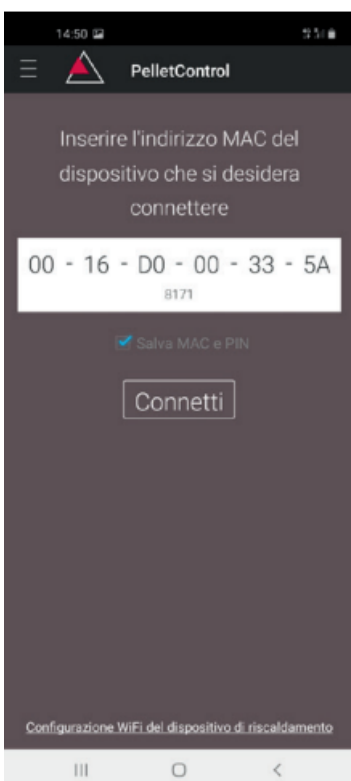 14:50
PelletControl
Inserire l'indirizzo MAC del
dispositivo che si desidera
connettere
00 - 16 - D0 - 00 - 33 - 5A
8171
Salva MAC e PIN
Connetti
Configurazione WiFi del dispositivo di riscaldamento